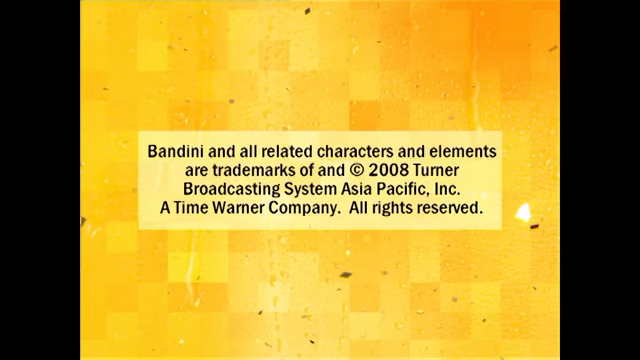 Bandini and all related characters and elements
are trademarks of and © 2008 Turner
Broadcasting System Asia Pacific, Inc.
A Time Warner Company.  All rights reserved.